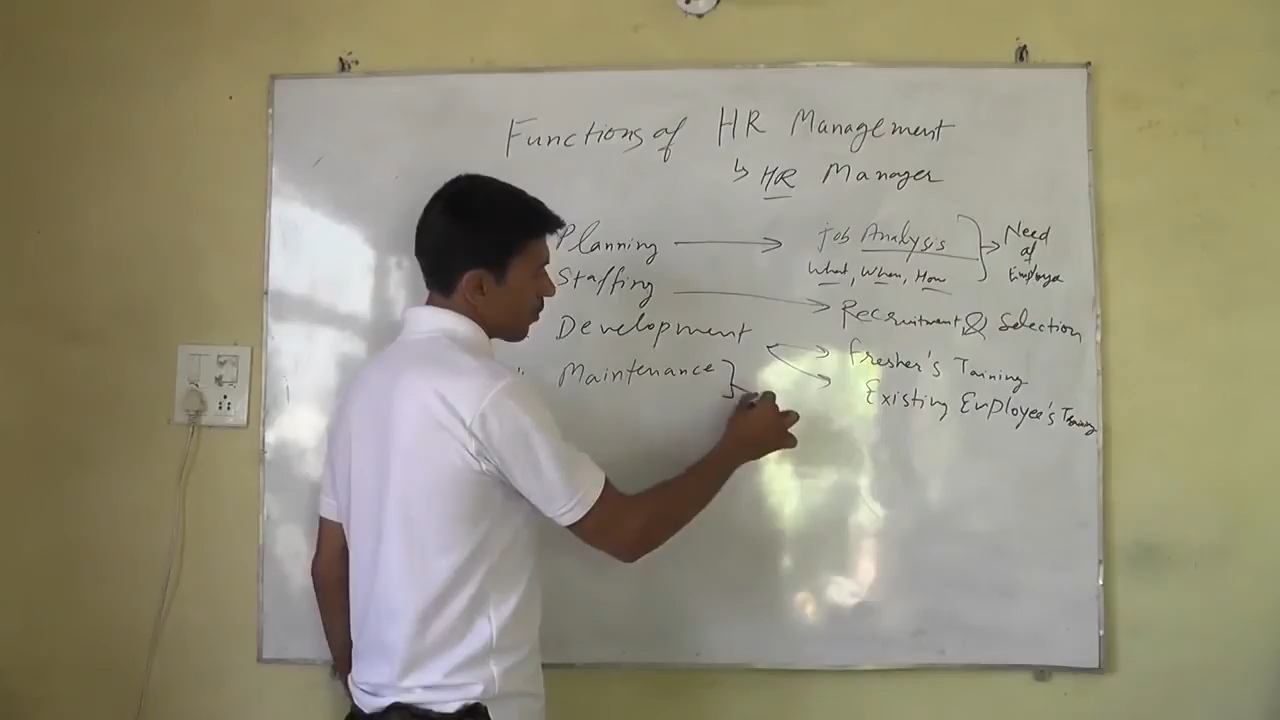 Functions of HR Management
↳ HR Manager
Planning → Job Analysis } → Need of Employe
What, When, How
Staffing → Recruitment & Selection
Development → Fresher's Training
→ Existing Employee's Training
Maintenance }